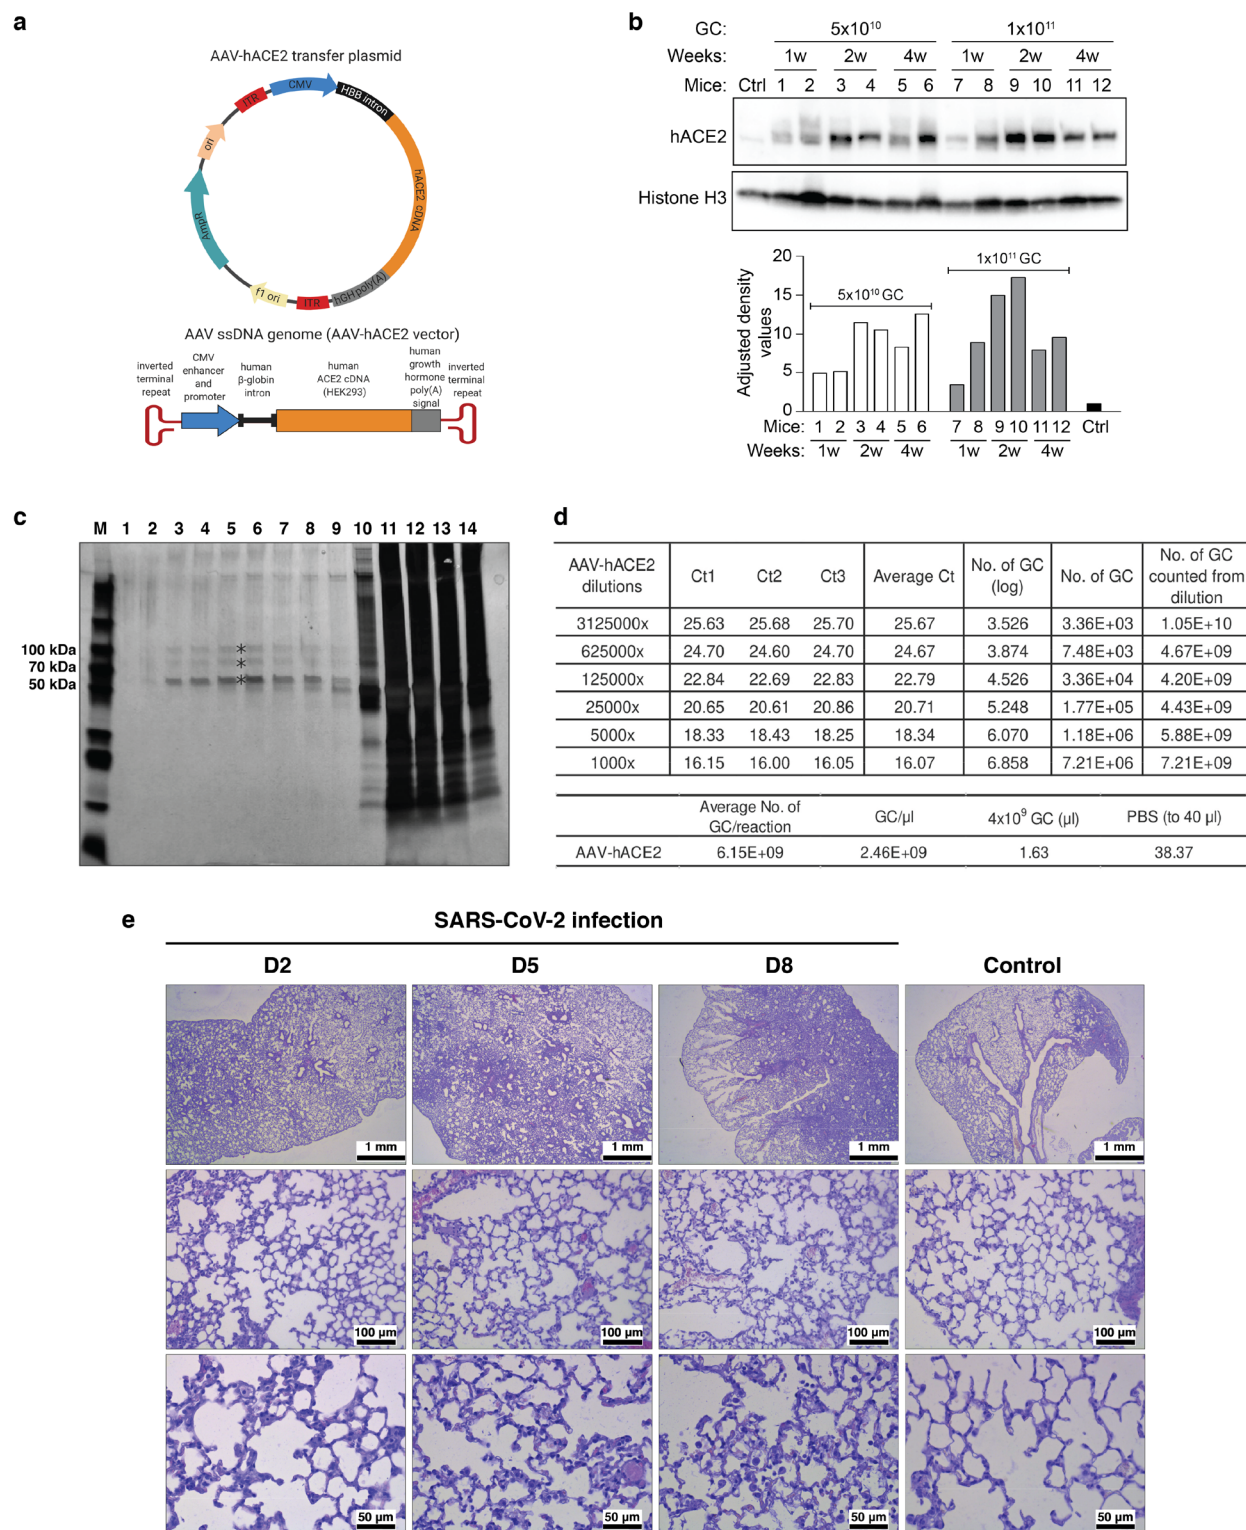 a
AAV-hACE2 transfer plasmid
ITR
CMV
HBB intron
hACE2 cDNA
hGH poly(A)
ITR
f1 ori
AmpR
ori
AAV ssDNA genome (AAV-hACE2 vector)
inverted
terminal
repeat
CMV
enhancer
and
promoter
human
β-globin
intron
human
ACE2 cDNA
(HEK293)
human
growth
hormone
poly(A)
signal
inverted
terminal
repeat
b
GC: 5x10¹⁰ 1x10¹¹
Weeks: 1w 2w 4w 1w 2w 4w
Mice: Ctrl 1 2 3 4 5 6 7 8 9 10 11 12
hACE2
Histone H3
Adjusted density
values
20
15
10
5
0
5x10¹⁰ GC
1x10¹¹ GC
Mice: 1 2 3 4 5 6 7 8 9 10 11 12 Ctrl
Weeks: 1w 2w 4w 1w 2w 4w
c
M 1 2 3 4 5 6 7 8 9 10 11 12 13 14
100 kDa
70 kDa
50 kDa
*
*
*
d
AAV-hACE2 dilutions Ct1 Ct2 Ct3 Average Ct No. of GC (log) No. of GC No. of GC counted from dilution
3125000x 25.63 25.68 25.70 25.67 3.526 3.36E+03 1.05E+10
625000x 24.70 24.60 24.70 24.67 3.874 7.48E+03 4.67E+09
125000x 22.84 22.69 22.83 22.79 4.526 3.36E+04 4.20E+09
25000x 20.65 20.61 20.86 20.71 5.248 1.77E+05 4.43E+09
5000x 18.33 18.43 18.25 18.34 6.070 1.18E+06 5.88E+09
1000x 16.15 16.00 16.05 16.07 6.858 7.21E+06 7.21E+09
Average No. of GC/reaction GC/µl 4x10⁹ GC (µl) PBS (to 40 µl)
AAV-hACE2 6.15E+09 2.46E+09 1.63 38.37
e
SARS-CoV-2 infection
D2 D5 D8 Control
1 mm 1 mm 1 mm 1 mm
100 µm 100 µm 100 µm 100 µm
50 µm 50 µm 50 µm 50 µm